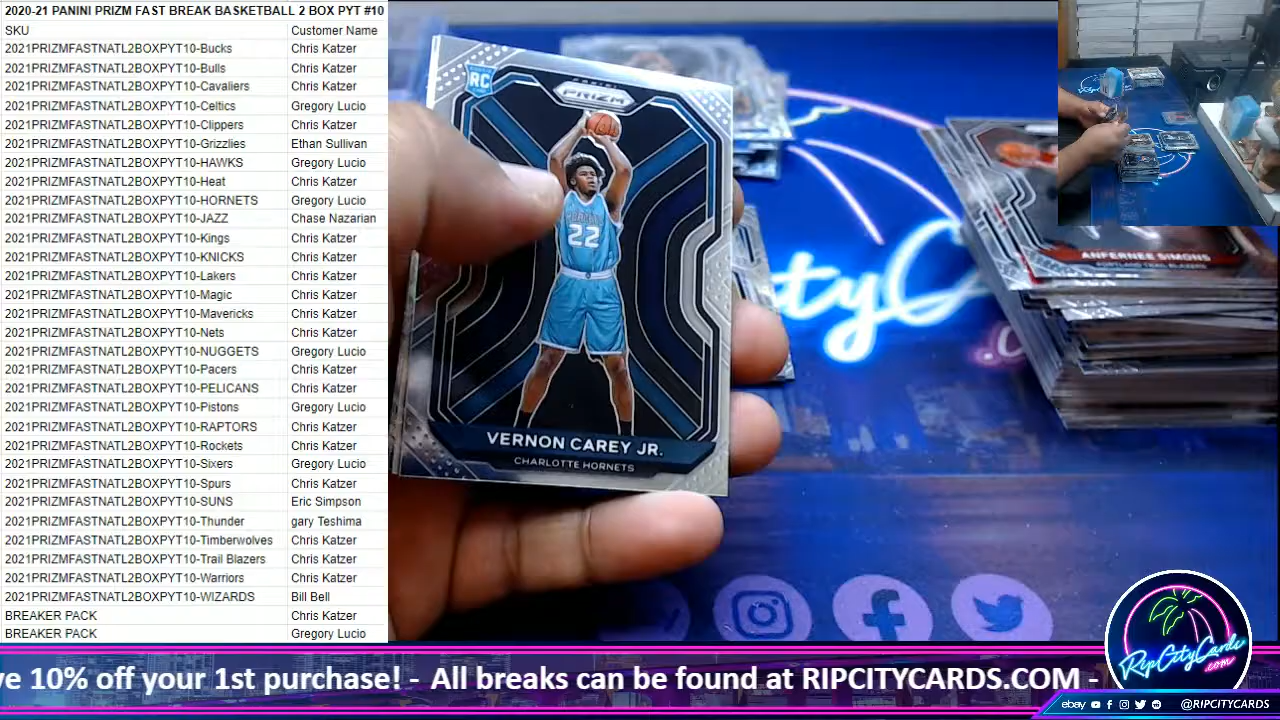 2020-21 PANINI PRIZM FAST BREAK BASKETBALL 2 BOX PYT #10
SKU Customer Name
2021PRIZMFASTNATL2BOXPYT10-Bucks Chris Katzer
2021PRIZMFASTNATL2BOXPYT10-Bulls Chris Katzer
2021PRIZMFASTNATL2BOXPYT10-Cavaliers Chris Katzer
2021PRIZMFASTNATL2BOXPYT10-Celtics Gregory Lucio
2021PRIZMFASTNATL2BOXPYT10-Clippers Chris Katzer
2021PRIZMFASTNATL2BOXPYT10-Grizzlies Ethan Sullivan
2021PRIZMFASTNATL2BOXPYT10-HAWKS Gregory Lucio
2021PRIZMFASTNATL2BOXPYT10-Heat Chris Katzer
2021PRIZMFASTNATL2BOXPYT10-HORNETS Gregory Lucio
2021PRIZMFASTNATL2BOXPYT10-JAZZ Chase Nazarian
2021PRIZMFASTNATL2BOXPYT10-Kings Chris Katzer
2021PRIZMFASTNATL2BOXPYT10-KNICKS Chris Katzer
2021PRIZMFASTNATL2BOXPYT10-Lakers Chris Katzer
2021PRIZMFASTNATL2BOXPYT10-Magic Chris Katzer
2021PRIZMFASTNATL2BOXPYT10-Mavericks Chris Katzer
2021PRIZMFASTNATL2BOXPYT10-Nets Chris Katzer
2021PRIZMFASTNATL2BOXPYT10-NUGGETS Gregory Lucio
2021PRIZMFASTNATL2BOXPYT10-Pacers Chris Katzer
2021PRIZMFASTNATL2BOXPYT10-PELICANS Chris Katzer
2021PRIZMFASTNATL2BOXPYT10-Pistons Gregory Lucio
2021PRIZMFASTNATL2BOXPYT10-RAPTORS Chris Katzer
2021PRIZMFASTNATL2BOXPYT10-Rockets Chris Katzer
2021PRIZMFASTNATL2BOXPYT10-Sixers Gregory Lucio
2021PRIZMFASTNATL2BOXPYT10-Spurs Chris Katzer
2021PRIZMFASTNATL2BOXPYT10-SUNS Eric Simpson
2021PRIZMFASTNATL2BOXPYT10-Thunder gary Teshima
2021PRIZMFASTNATL2BOXPYT10-Timberwolves Chris Katzer
2021PRIZMFASTNATL2BOXPYT10-Trail Blazers Chris Katzer
2021PRIZMFASTNATL2BOXPYT10-Warriors Chris Katzer
2021PRIZMFASTNATL2BOXPYT10-WIZARDS Bill Bell
BREAKER PACK Chris Katzer
BREAKER PACK Gregory Lucio
RC
PANINI
PRIZM
22
VERNON CAREY JR.
CHARLOTTE HORNETS
ANFERNEE SIMONS
PORTLAND TRAIL BLAZERS
tyC
.c
ve 10% off your 1st purchase! - All breaks can be found at RIPCITYCARDS.COM -
RipCityCards
.com
ebay @RIPCITYCARDS